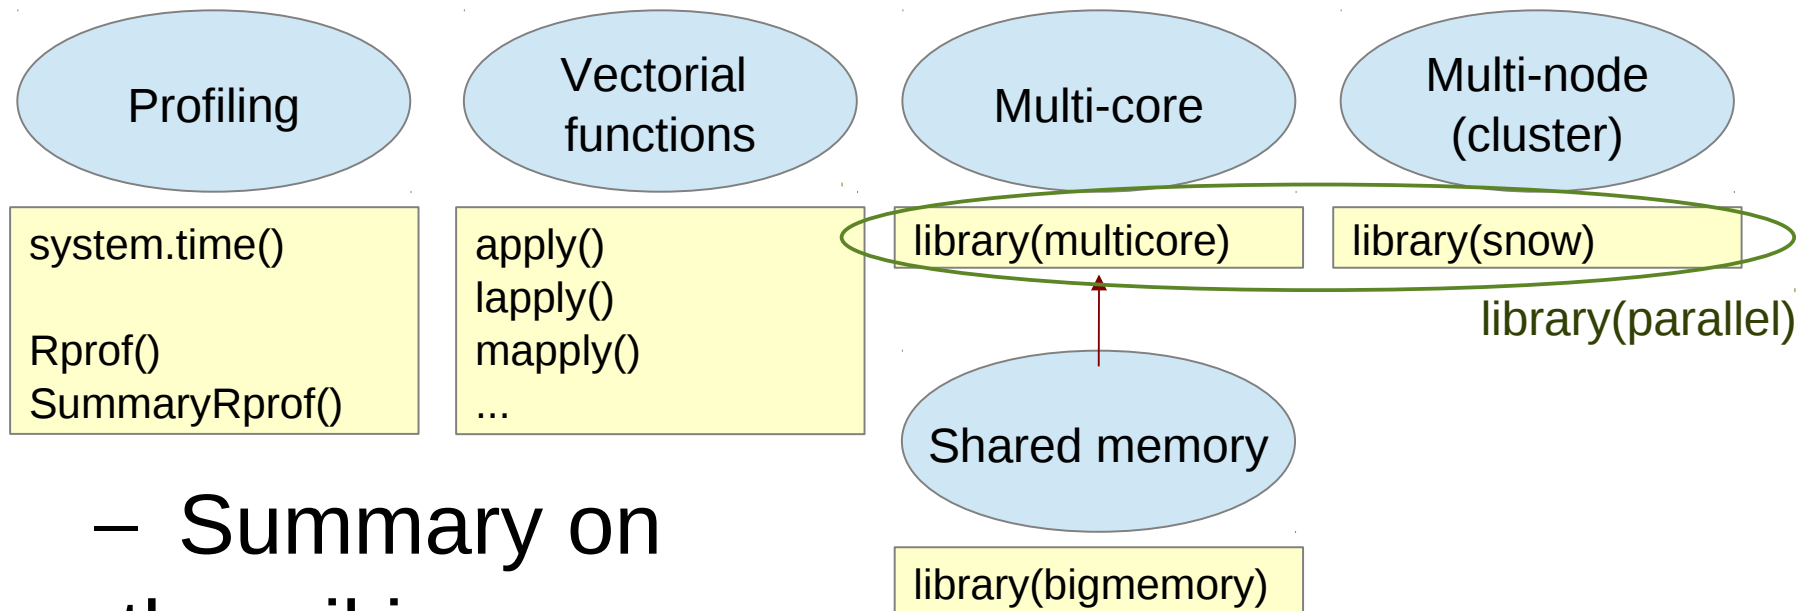 Profiling
Vectorial
functions
Multi-core
Multi-node
(cluster)
system.time()
Rprof()
SummaryRprof()
apply()
lapply()
mapply()
...
library(multicore)
library(snow)
library(parallel)
Shared memory
library(bigmemory)
– Summary on